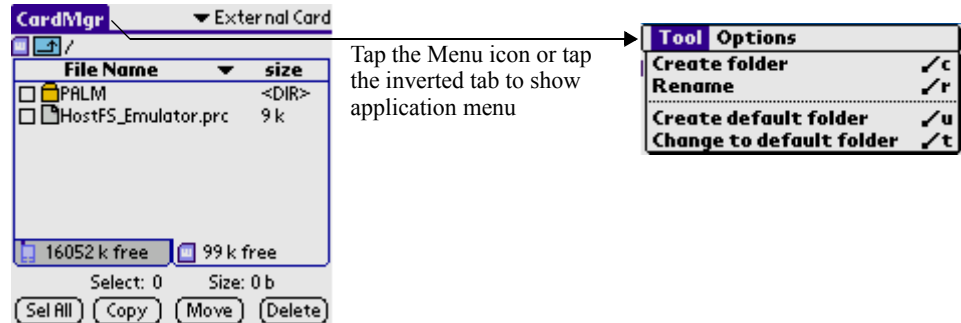 CardMgr External Card
/
File Name size
PALM <DIR>
HostFS_Emulator.prc 9 k
16052 k free 99 k free
Select: 0 Size: 0 b
Sel All Copy Move Delete
Tap the Menu icon or tap
the inverted tab to show
application menu
Tool Options
Create folder /c
Rename /r
Create default folder /u
Change to default folder /t